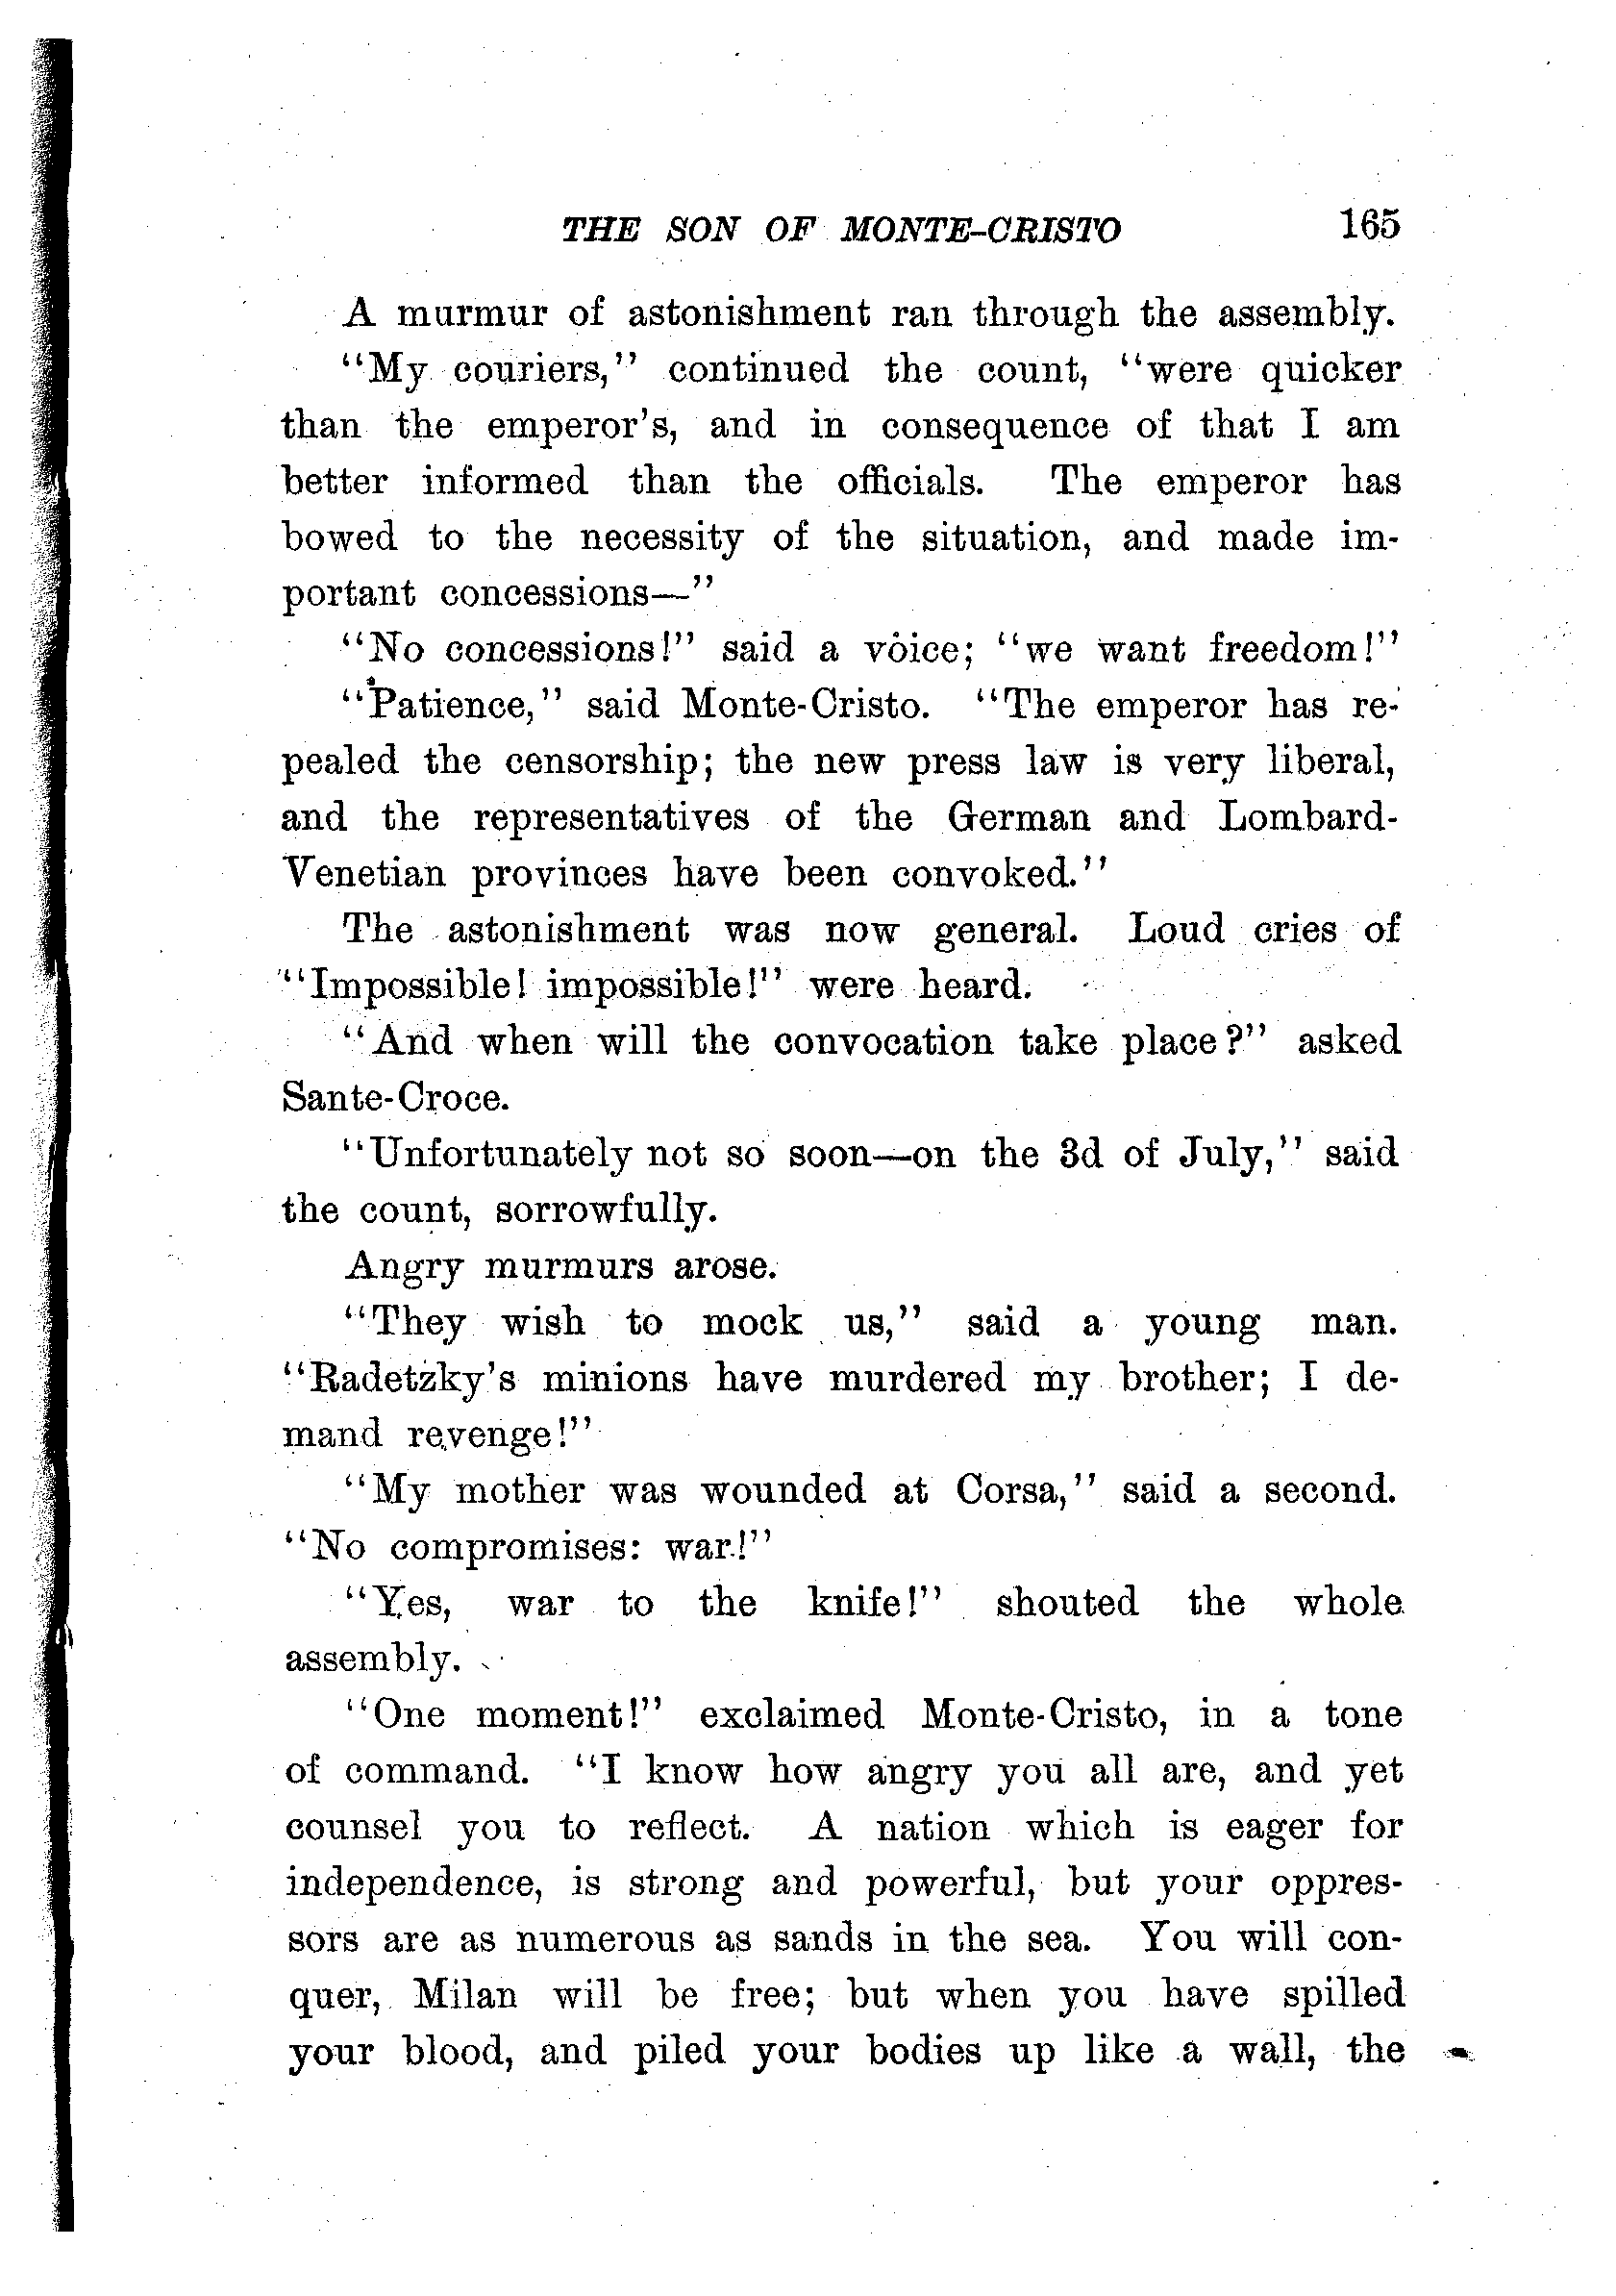 THE SON OF MONTE-CRISTO 165
A murmur of astonishment ran through the assembly.
"My couriers," continued the count, "were quicker
than the emperor's, and in consequence of that I am
better informed than the officials. The emperor has
bowed to the necessity of the situation, and made im-
portant concessions—"
"No concessions!" said a voice; "we want freedom!"
"Patience," said Monte-Cristo. "The emperor has re-
pealed the censorship; the new press law is very liberal,
and the representatives of the German and Lombard-
Venetian provinces have been convoked."
The astonishment was now general. Loud cries of
"Impossible! impossible!" were heard.
"And when will the convocation take place?" asked
Sante-Croce.
"Unfortunately not so soon—on the 3d of July," said
the count, sorrowfully.
Angry murmurs arose.
"They wish to mock us," said a young man.
"Radetzky's minions have murdered my brother; I de-
mand revenge!"
"My mother was wounded at Corsa," said a second.
"No compromises: war!"
"Yes, war to the knife!" shouted the whole
assembly.
"One moment!" exclaimed Monte-Cristo, in a tone
of command. "I know how angry you all are, and yet
counsel you to reflect. A nation which is eager for
independence, is strong and powerful, but your oppres-
sors are as numerous as sands in the sea. You will con-
quer, Milan will be free; but when you have spilled
your blood, and piled your bodies up like a wall, the